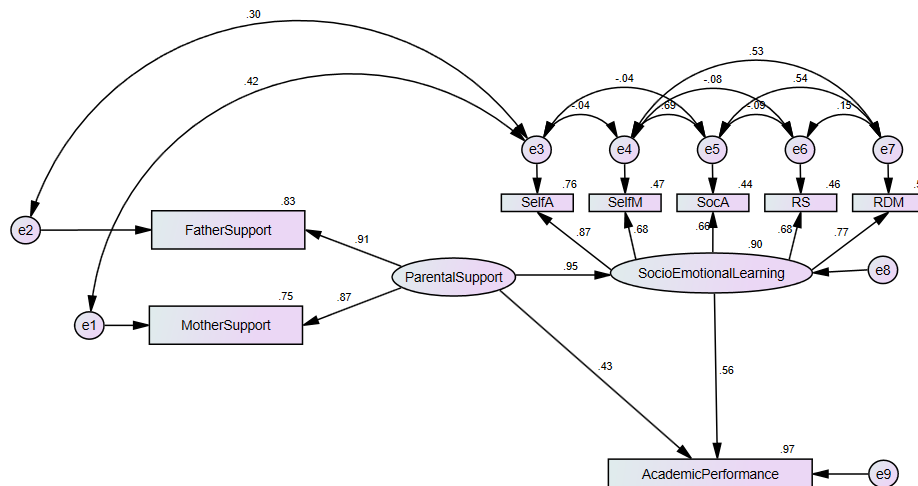 .30
.42
.53
-.04
-.08
.54
-.04
.69
-.09
.15
e3
e4
e5
e6
e7
.76
.47
.44
.46
SelfA
SelfM
SocA
RS
RDM
.83
e2
FatherSupport
.87
.68
.66
.68
.77
.91
.90
ParentalSupport
.95
SocioEmotionalLearning
e8
.75
.87
e1
MotherSupport
.43
.56
.97
AcademicPerformance
e9